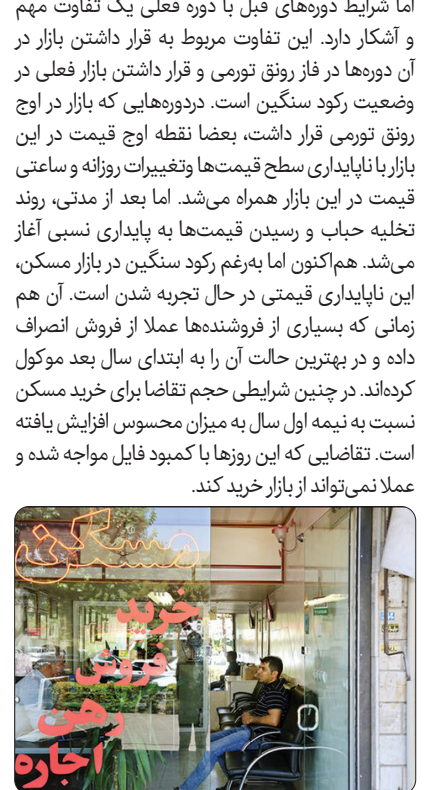 اما شرایط دوره‌های قبل با دوره فعلی یک تفاوت مهم
و آشکار دارد. این تفاوت مربوط به قرار داشتن بازار در
آن دوره‌ها در فاز رونق تورمی و قرار داشتن بازار فعلی در
وضعیت رکود سنگین است. دردوره‌هایی که بازار در اوج
رونق تورمی قرار داشت، بعضا نقطه اوج قیمت در این
بازار با ناپایداری سطح قیمت‌ها وتغییرات روزانه و ساعتی
قیمت در این بازار همراه می‌شد. اما بعد از مدتی، روند
تخلیه حباب و رسیدن قیمت‌ها به پایداری نسبی آغاز
می‌شد. هم‌اکنون اما به‌رغم رکود سنگین در بازار مسکن،
این ناپایداری قیمتی در حال تجربه شدن است. آن هم
زمانی که بسیاری از فروشنده‌ها عملا از فروش انصراف
داده و در بهترین حالت آن را به ابتدای سال بعد موکول
کرده‌اند. در چنین شرایطی حجم تقاضا برای خرید مسکن
نسبت به نیمه اول سال به میزان محسوس افزایش یافته
است. تقاضایی که این روزها با کمبود فایل مواجه شده و
عملا نمی‌تواند از بازار خرید کند.
مسکن
خرید
فروش
رهن
اجاره